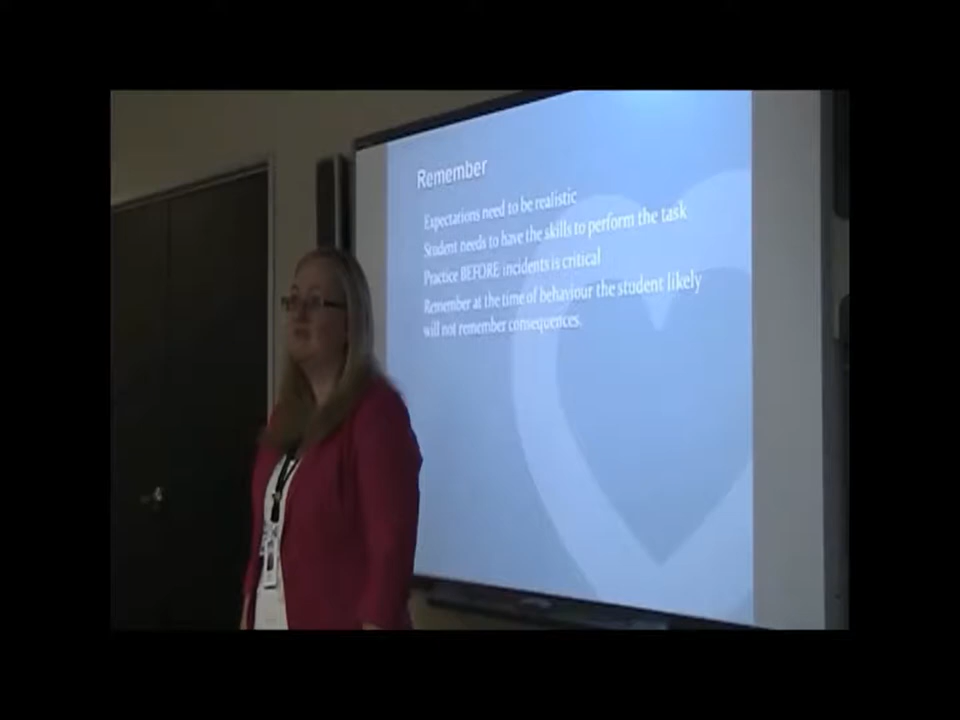 Remember
Expectations need to be realistic
Student needs to have the skills to perform the task
Practice BEFORE incidents is critical
Remember at the time of behaviour the student likely
will not remember consequences.